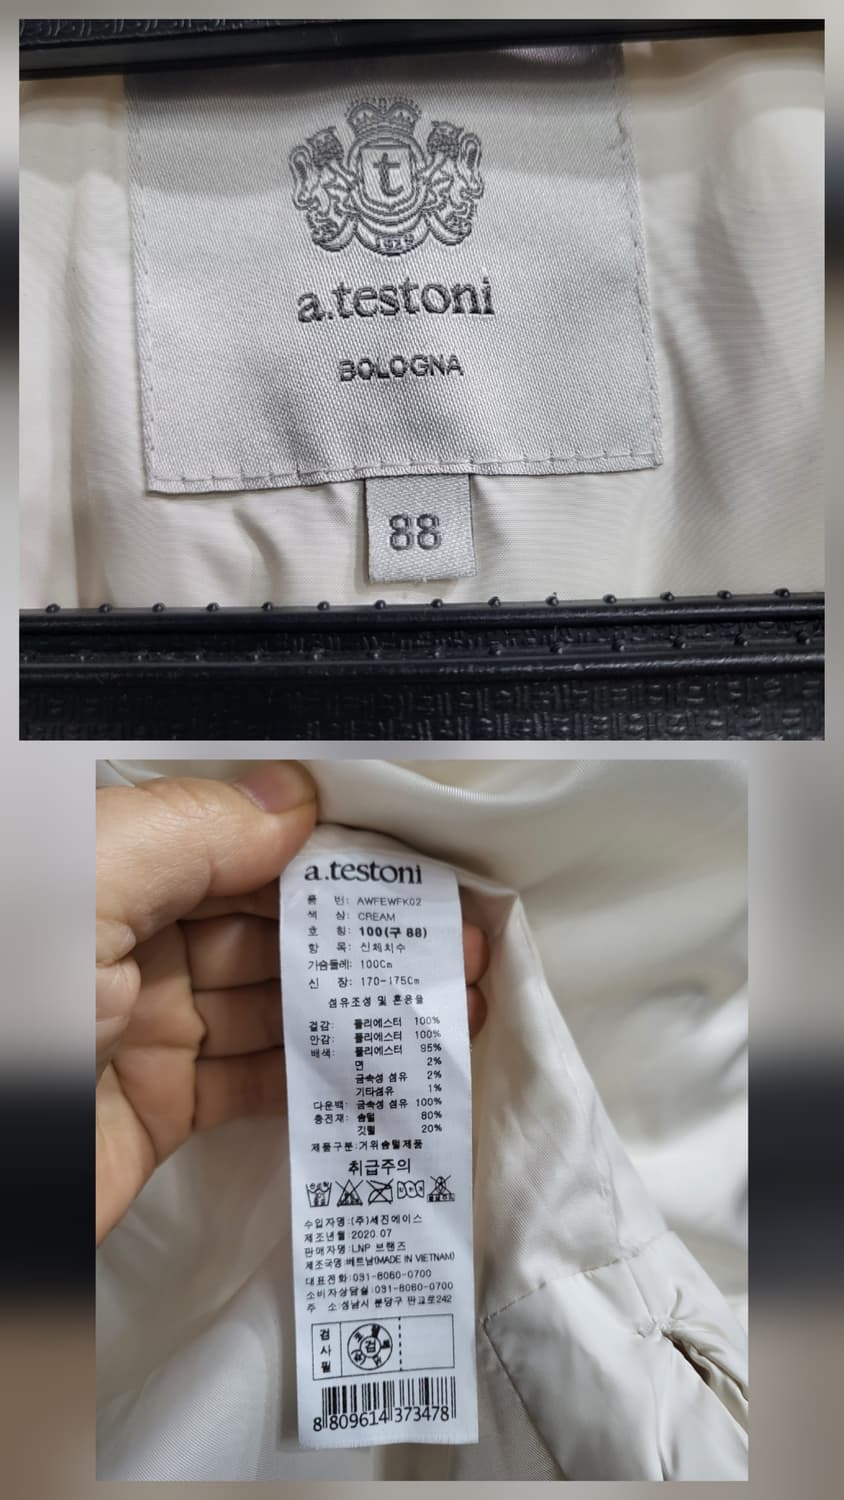 t
1929
a.testoni
BOLOGNA
88
a.testoni
품 번: AWFEWFK02
색 상: CREAM
호 칭: 100(구 88)
항 목: 신체치수
가슴둘레: 100Cm
신 장: 170-175Cm
섬유조성 및 혼용율
겉감: 폴리에스터 100%
안감: 폴리에스터 100%
배색: 폴리에스터 95%
면 2%
금속성 섬유 2%
기타섬유 1%
다운백: 금속성 섬유 100%
충전재: 솜털 80%
깃털 20%
제품구분:거위솜털제품
취급주의
수입자명:(주)세진에이스
제조년월:2020.07
판매자명:LNP 브랜즈
제조국명:베트남(MADE IN VIETNAM)
대표전화:031-8060-0700
소비자상담실:031-8060-0700
주 소:성남시 분당구 판교로242
검사필
검
8 809614 373478